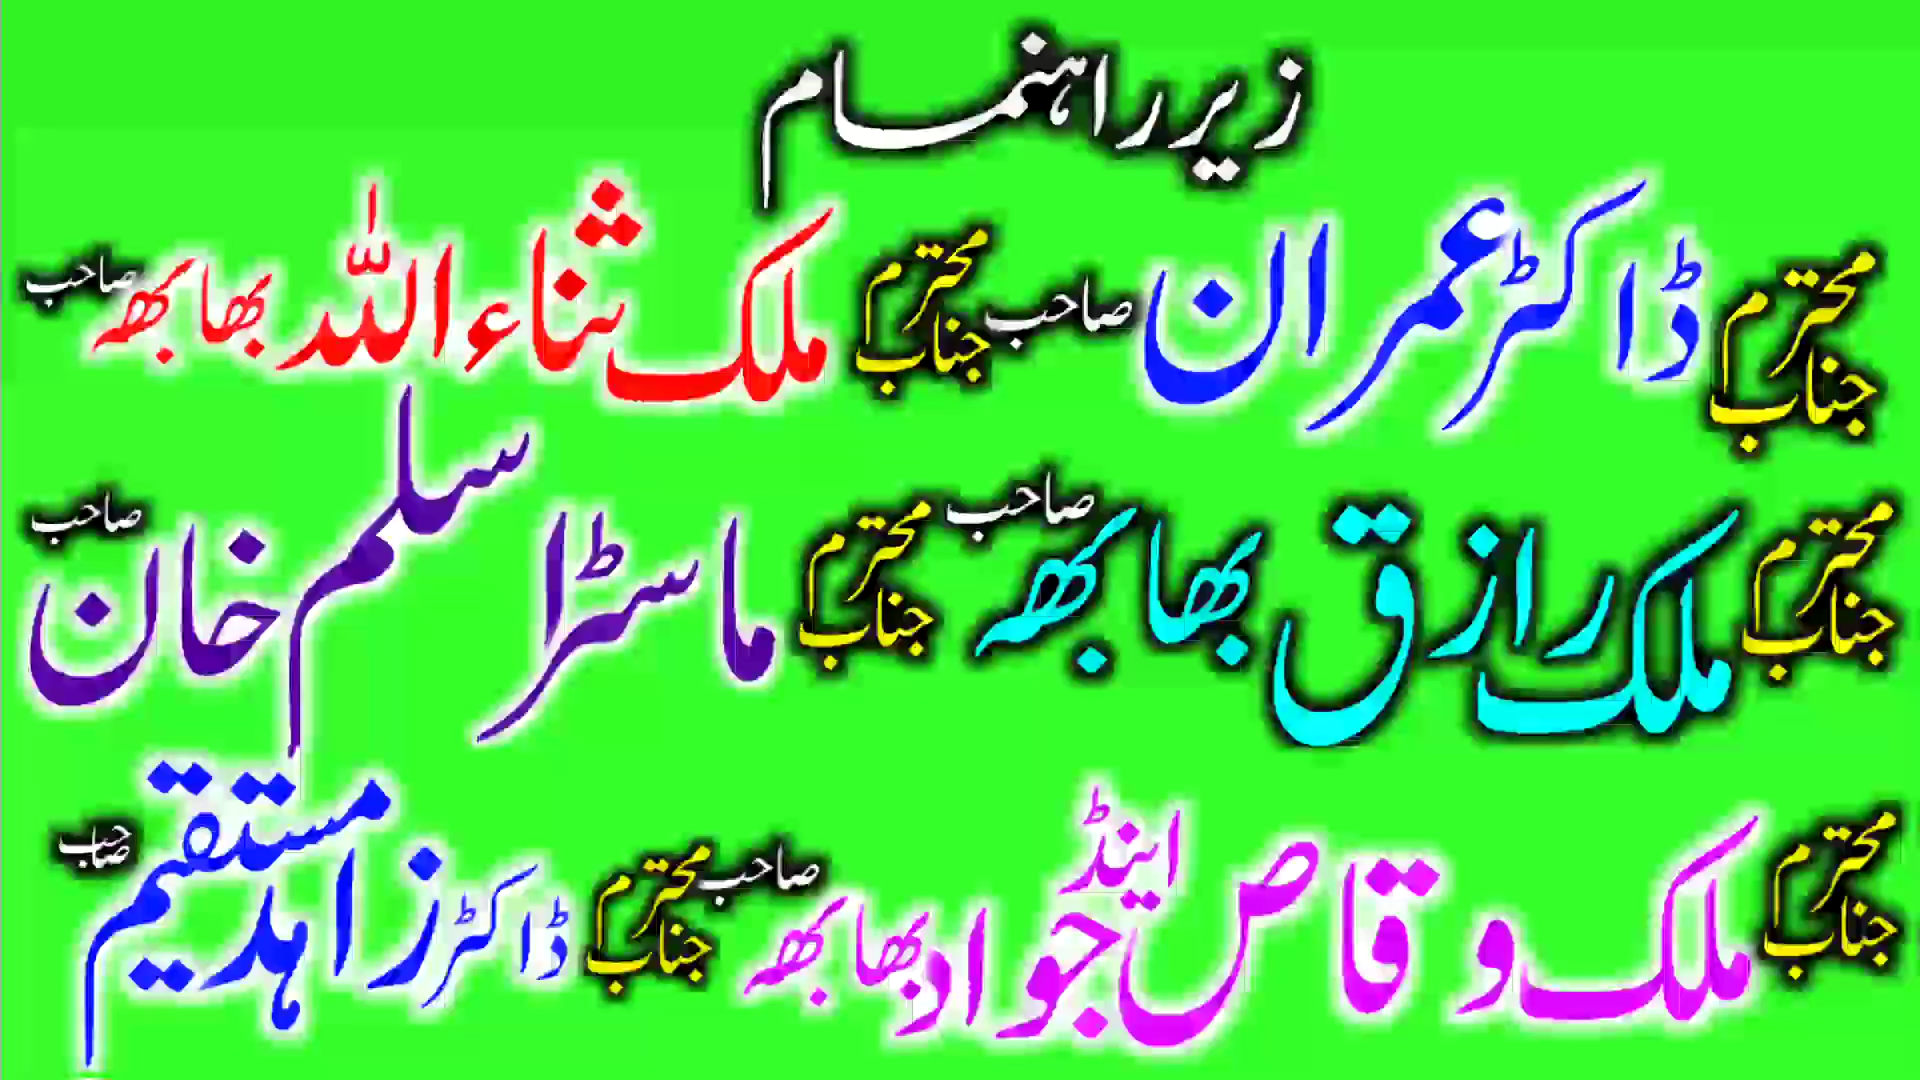 زیر راہنمام
محترم جناب ڈاکٹر عمران صاحب محترم جناب ملک ثناء اللہ بھابھہ صاحب
محترم جناب ملک رازق بھابھہ صاحب محترم جناب ماسٹر اسلم خان صاحب
محترم جناب ملک وقاص اینڈ جواد بھابھہ صاحب محترم جناب ڈاکٹر زاہد مستقیم صاحب